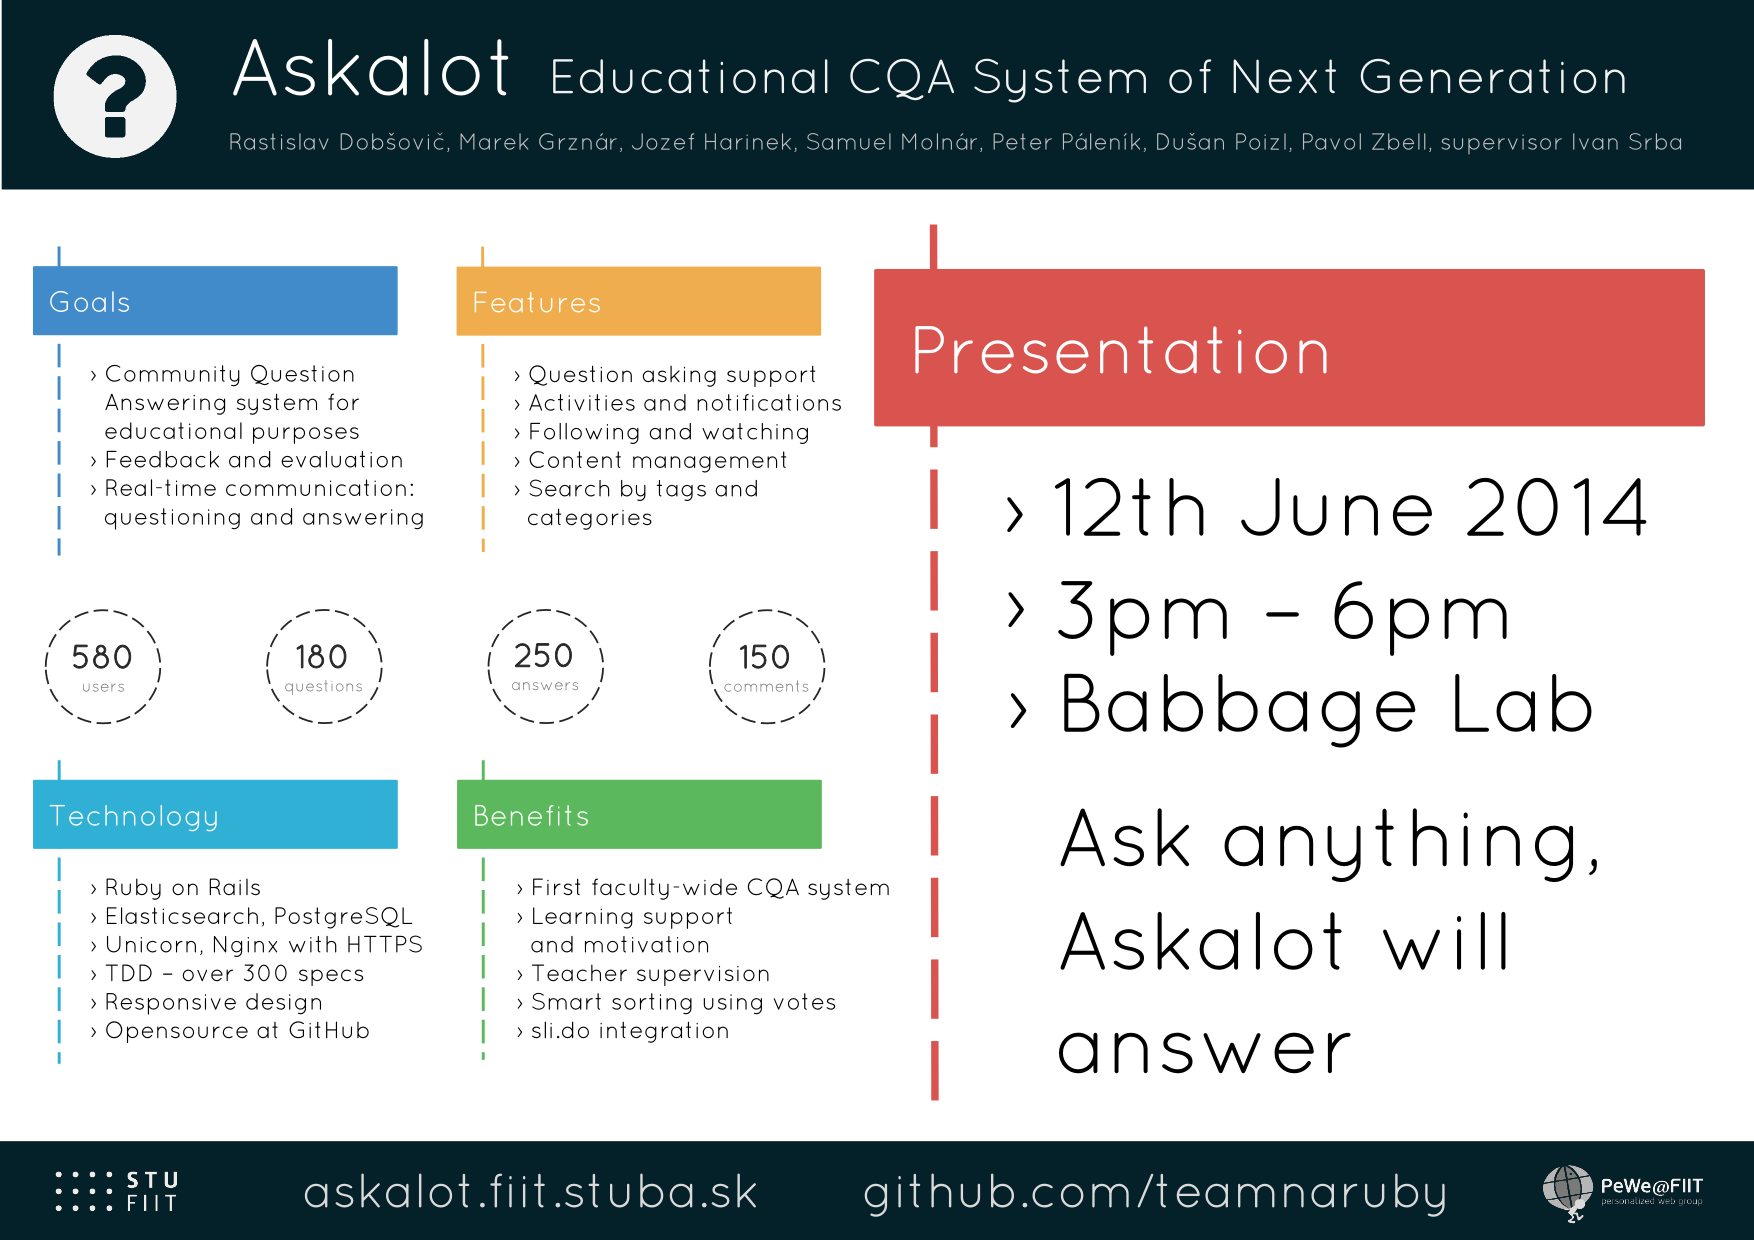 ?
Askalot Educational CQA System of Next Generation
Rastislav Dobšovič, Marek Grznár, Jozef Harinek, Samuel Molnár, Peter Páleník, Dušan Poizl, Pavol Zbell, supervisor Ivan Srba
Goals
› Community Question
Answering system for
educational purposes
› Feedback and evaluation
› Real-time communication:
questioning and answering
Features
› Question asking support
› Activities and notifications
› Following and watching
› Content management
› Search by tags and
categories
580
users
180
questions
250
answers
150
comments
Technology
› Ruby on Rails
› Elasticsearch, PostgreSQL
› Unicorn, Nginx with HTTPS
› TDD – over 300 specs
› Responsive design
› Opensource at GitHub
Benefits
› First faculty-wide CQA system
› Learning support
and motivation
› Teacher supervision
› Smart sorting using votes
› sli.do integration
Presentation
› 12th June 2014
› 3pm – 6pm
› Babbage Lab
Ask anything,
Askalot will
answer
STU
FIIT
askalot.fiit.stuba.sk
github.com/teamnaruby
PeWe@FIIT
personalized web group